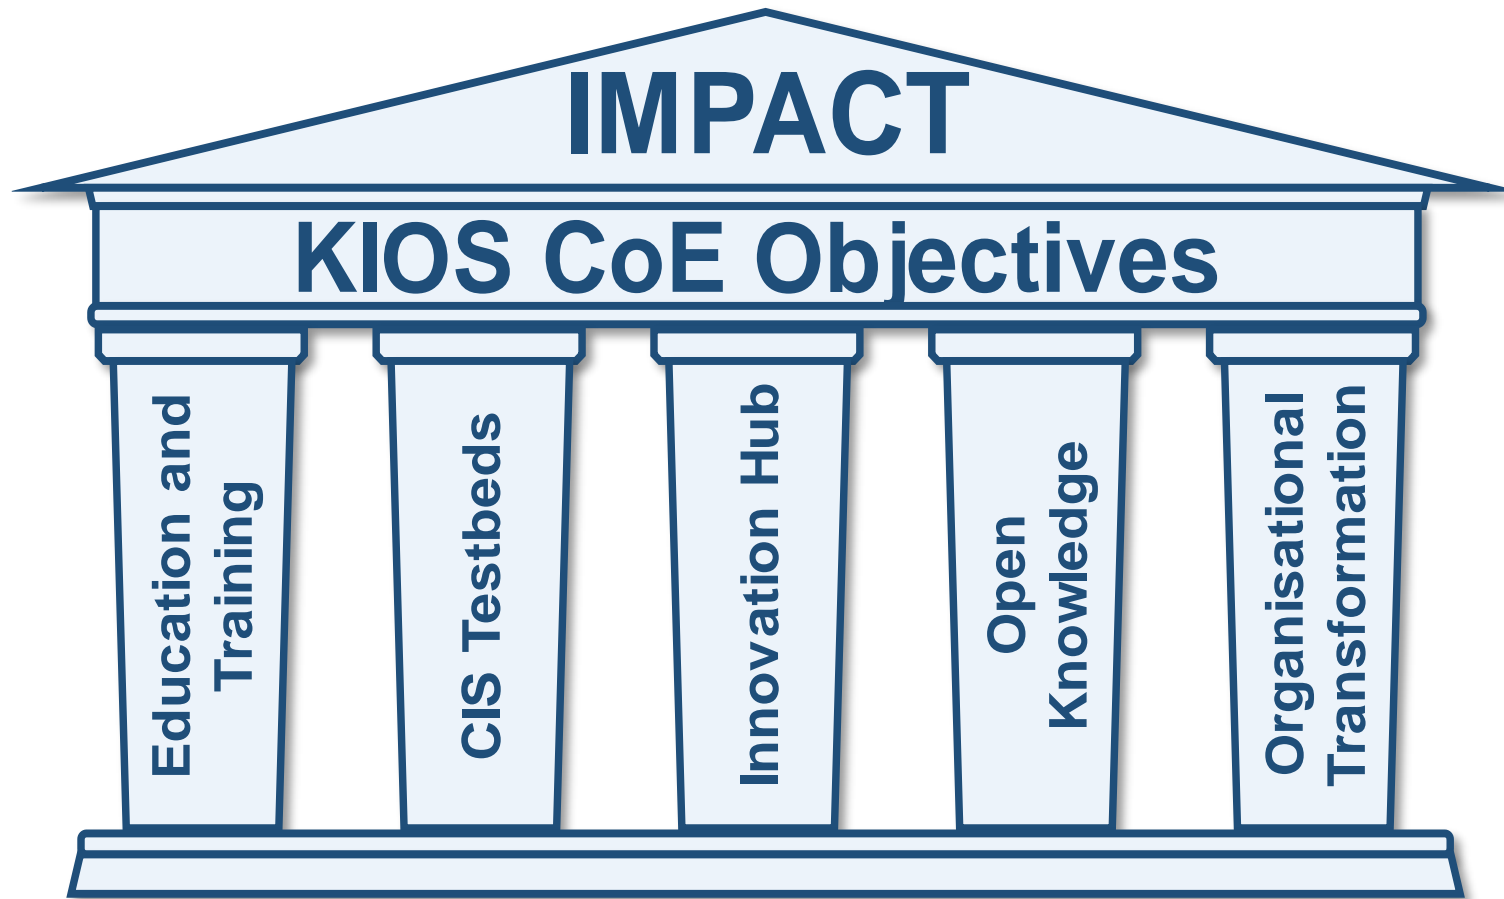 IMPACT
KIOS CoE Objectives
Education and
Training
CIS Testbeds
Innovation Hub
Open
Knowledge
Organisational
Transformation